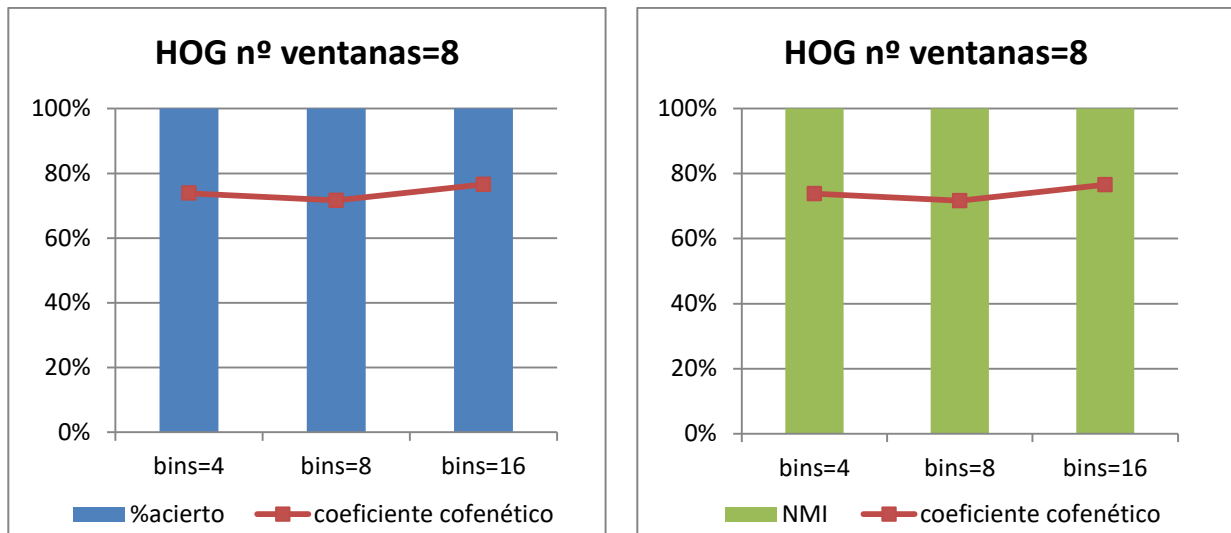 HOG nº ventanas=8
100%
80%
60%
40%
20%
0%
bins=4 bins=8 bins=16
%acierto coeficiente cofenético
HOG nº ventanas=8
100%
80%
60%
40%
20%
0%
bins=4 bins=8 bins=16
NMI coeficiente cofenético